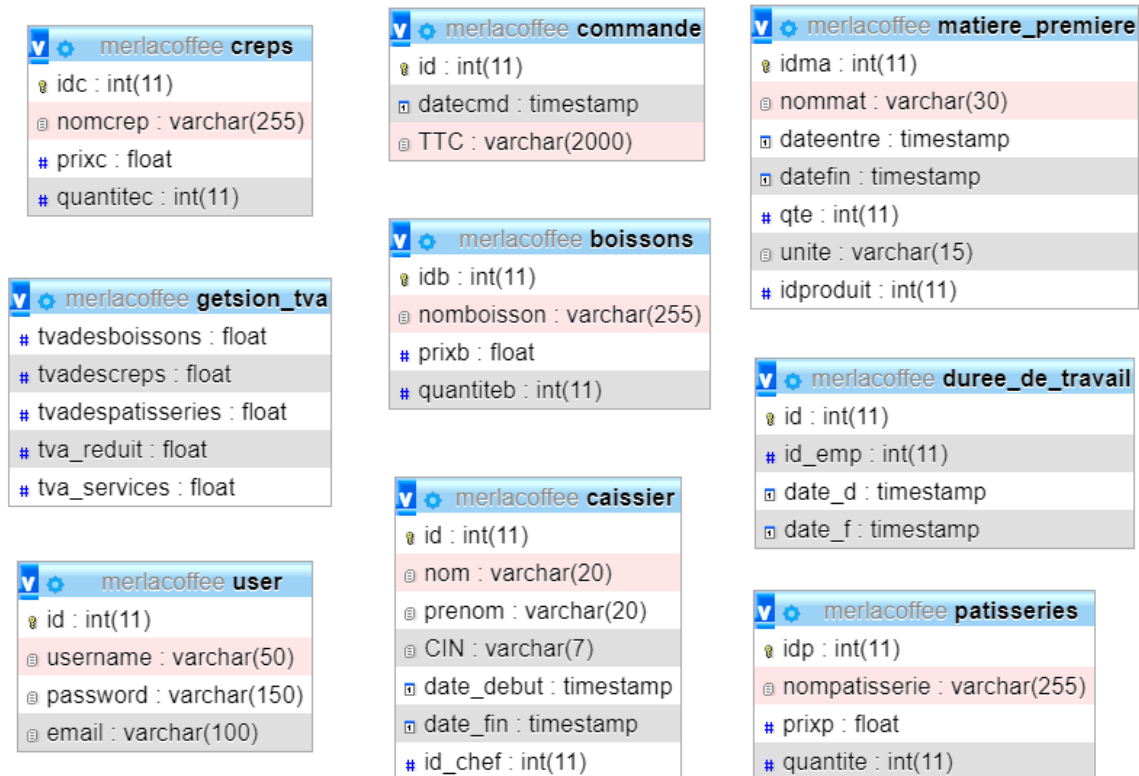 merlacoffee creps
idc : int(11)
nomcrep : varchar(255)
prixc : float
quantitec : int(11)
merlacoffee getsion_tva
tvadesboissons : float
tvadescreps : float
tvadespatisseries : float
tva_reduit : float
tva_services : float
merlacoffee user
id : int(11)
username : varchar(50)
password : varchar(150)
email : varchar(100)
merlacoffee commande
id : int(11)
datecmd : timestamp
TTC : varchar(2000)
merlacoffee boissons
idb : int(11)
nomboisson : varchar(255)
prixb : float
quantiteb : int(11)
merlacoffee caissier
id : int(11)
nom : varchar(20)
prenom : varchar(20)
CIN : varchar(7)
date_debut : timestamp
date_fin : timestamp
id_chef : int(11)
merlacoffee matiere_premiere
idma : int(11)
nommat : varchar(30)
dateentre : timestamp
datefin : timestamp
qte : int(11)
unite : varchar(15)
idproduit : int(11)
merlacoffee duree_de_travail
id : int(11)
id_emp : int(11)
date_d : timestamp
date_f : timestamp
merlacoffee patisseries
idp : int(11)
nompatisserie : varchar(255)
prixp : float
quantite : int(11)